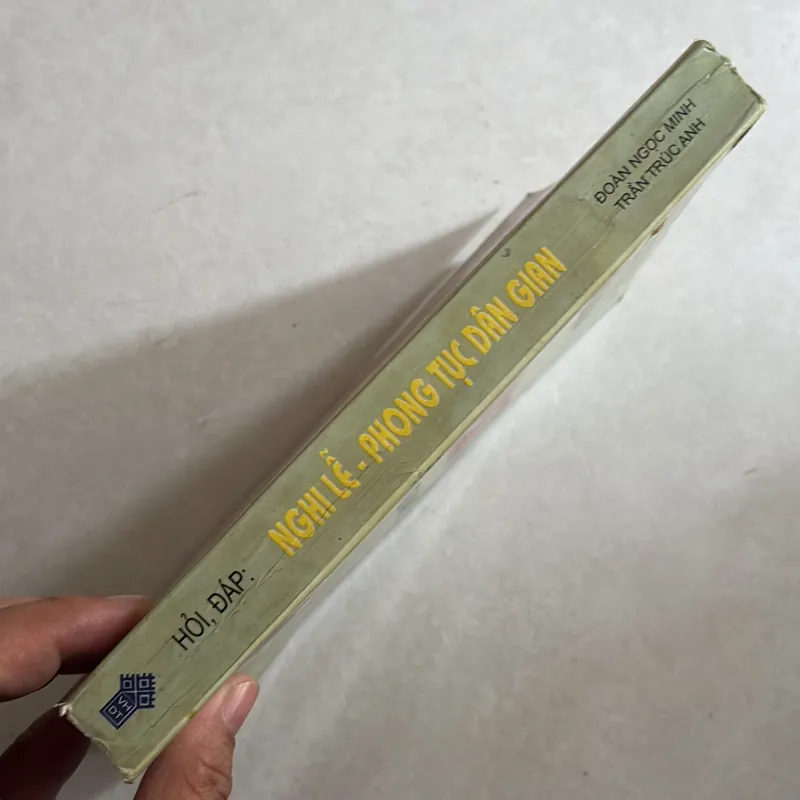 HỎI, ĐÁP:
NGHI LỄ - PHONG TỤC DÂN GIAN
ĐOÀN NGỌC MINH
TRẦN TRÚC ANH